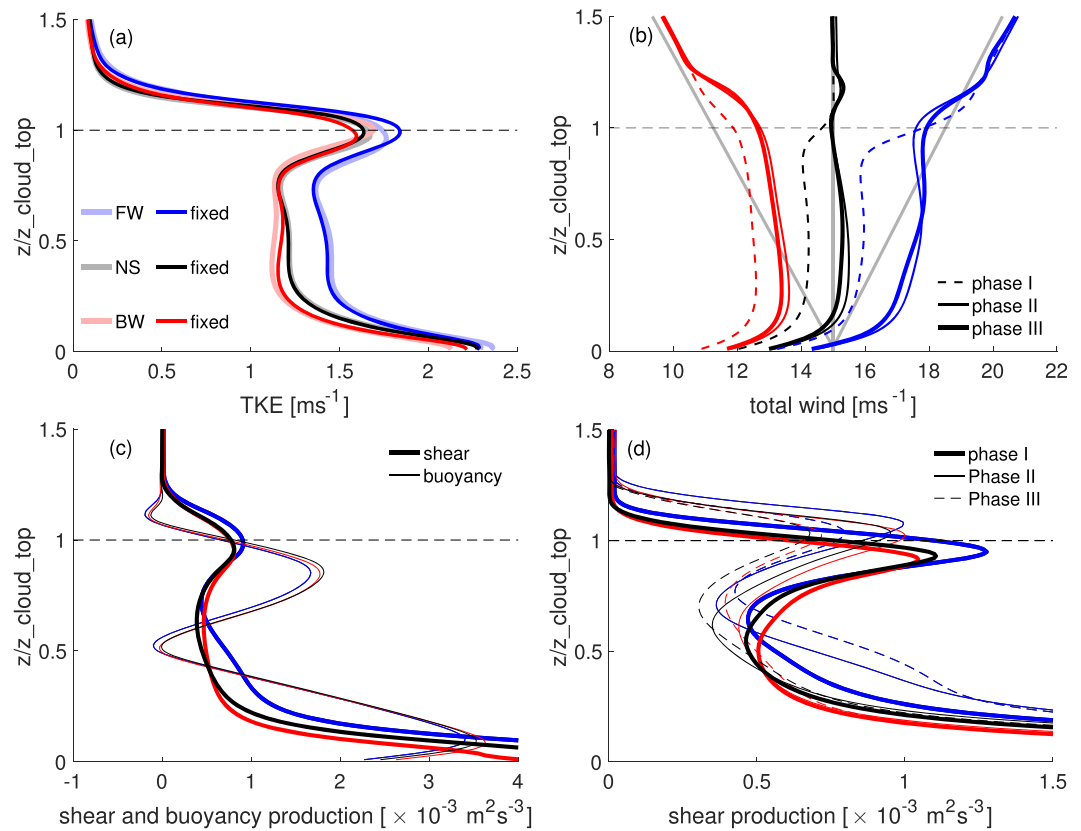 (a)
1.5
1
0.5
0
z/z_cloud_top
FW fixed
NS fixed
BW fixed
0 0.5 1 1.5 2 2.5
TKE [ms-1]
(b)
1.5
1
0.5
0
z/z_cloud_top
phase I
phase II
phase III
8 10 12 14 16 18 20 22
total wind [ms-1]
(c)
1.5
1
0.5
0
z/z_cloud_top
shear
buoyancy
-1 0 1 2 3 4
shear and buoyancy production [ × 10-3 m2s-3]
(d)
1.5
1
0.5
0
z/z_cloud_top
phase I
Phase II
Phase III
0 0.5 1 1.5
shear production [ × 10-3 m2s-3]